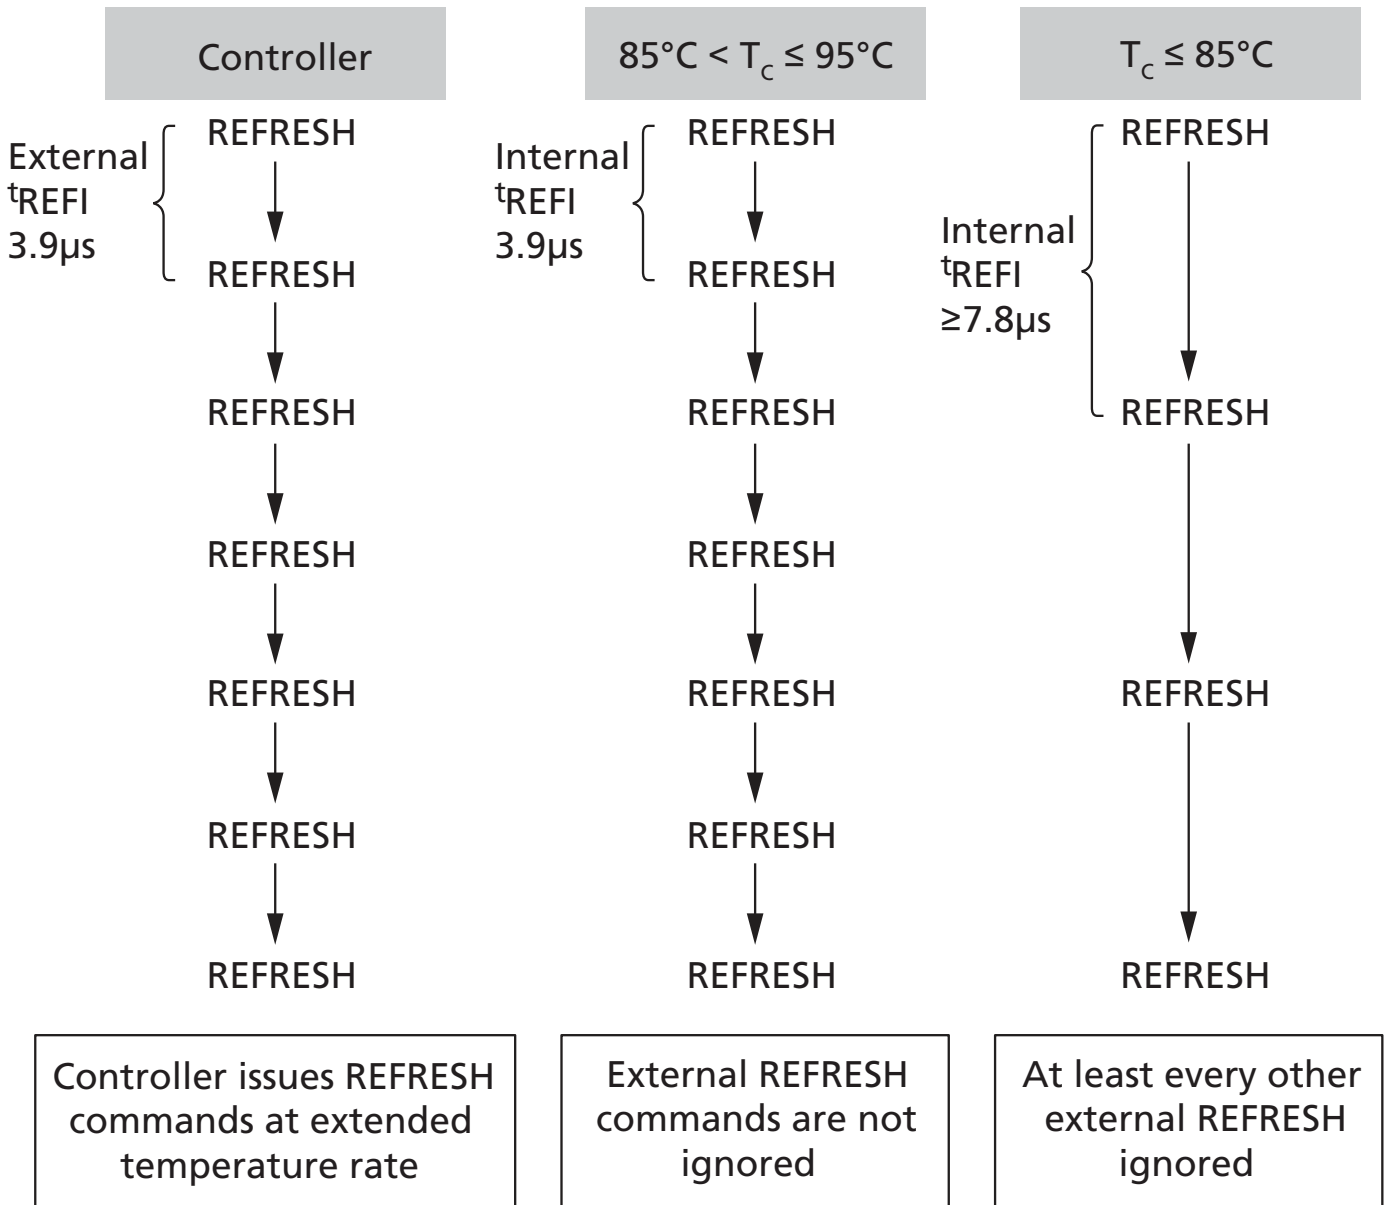 Controller
85°C < TC ≤ 95°C
TC ≤ 85°C
External
tREFI
3.9µs
REFRESH
REFRESH
REFRESH
REFRESH
REFRESH
REFRESH
REFRESH
Internal
tREFI
3.9µs
REFRESH
REFRESH
REFRESH
REFRESH
REFRESH
REFRESH
REFRESH
Internal
tREFI
≥7.8µs
REFRESH
REFRESH
REFRESH
REFRESH
Controller issues REFRESH
commands at extended
temperature rate
External REFRESH
commands are not
ignored
At least every other
external REFRESH
ignored